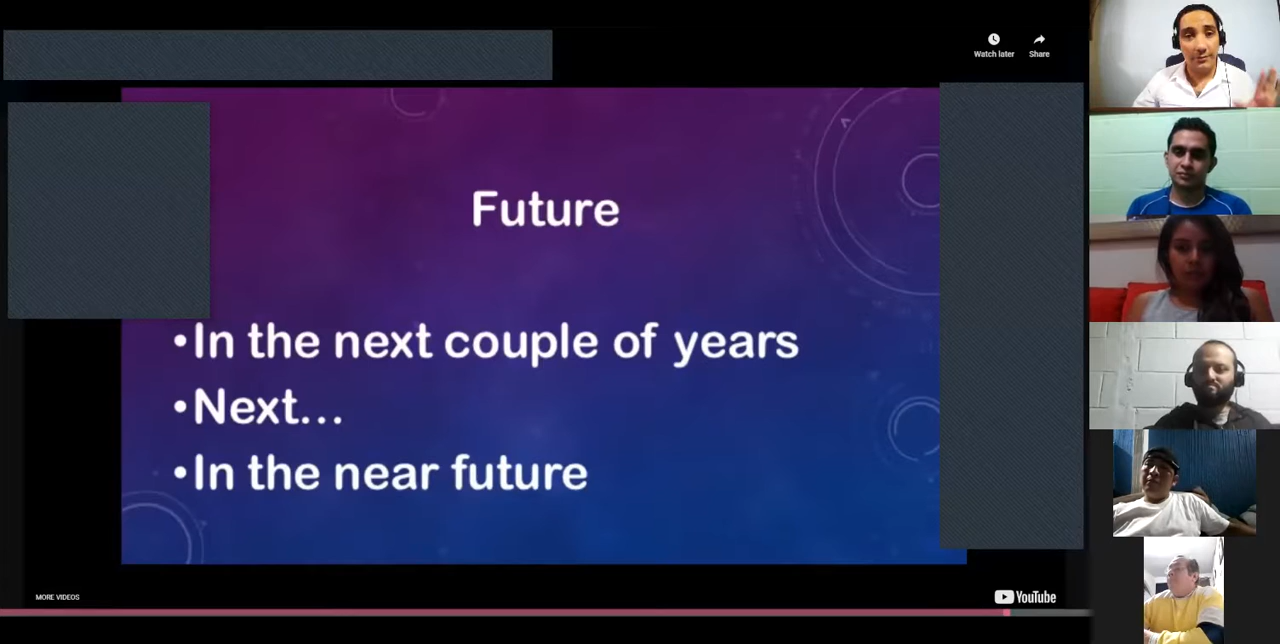 Watch later
Share
Future
•In the next couple of years
•Next...
•In the near future
MORE VIDEOS
YouTube